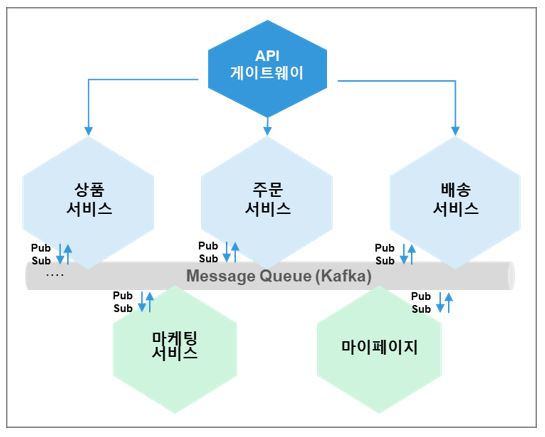 API
게이트웨이
상품
서비스
주문
서비스
배송
서비스
Pub
Sub
....
Pub
Sub
Pub
Sub
Message Queue (Kafka)
Pub
Sub
Pub
Sub
마케팅
서비스
마이페이지